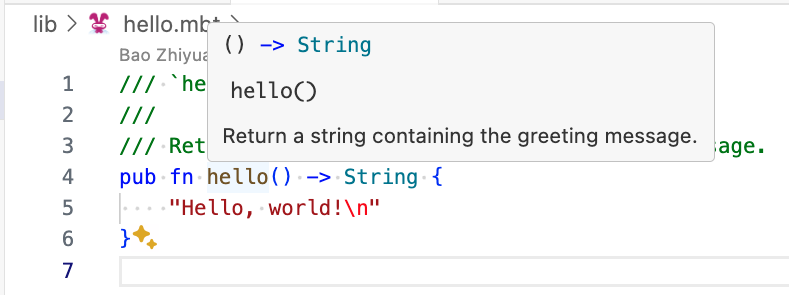 lib > hello.mbt
Bao Zhiyua
() -> String
hello()
Return a string containing the greeting message.
1 /// `he
2 ///
3 /// Ret sage.
4 pub fn hello() -> String {
5 ····"Hello, world!\n"
6 }
7